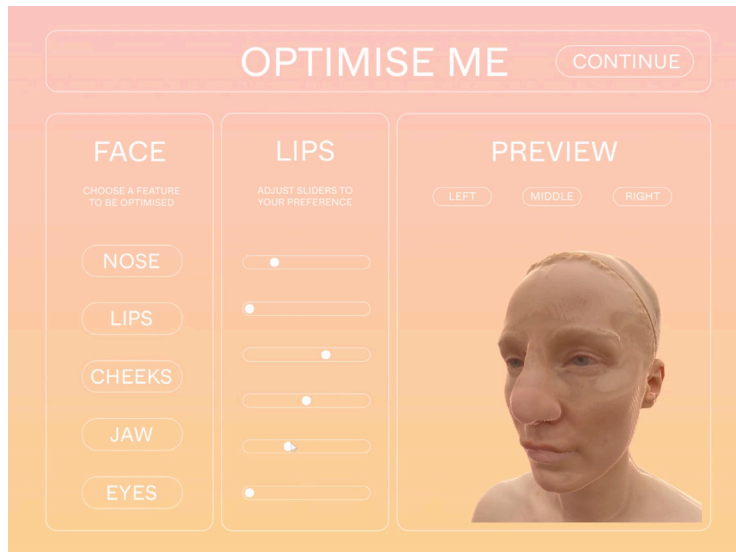 OPTIMISE ME
CONTINUE
FACE
CHOOSE A FEATURE
TO BE OPTIMISED
NOSE
LIPS
CHEEKS
JAW
EYES
LIPS
ADJUST SLIDERS TO
YOUR PREFERENCE
PREVIEW
LEFT
MIDDLE
RIGHT